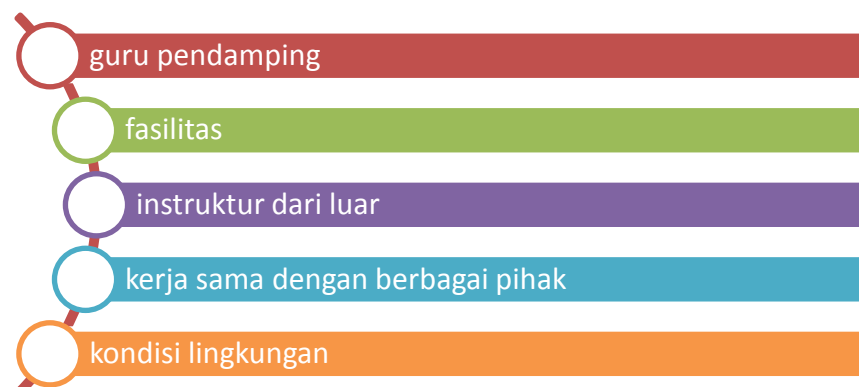 guru pendamping
fasilitas
instruktur dari luar
kerja sama dengan berbagai pihak
kondisi lingkungan